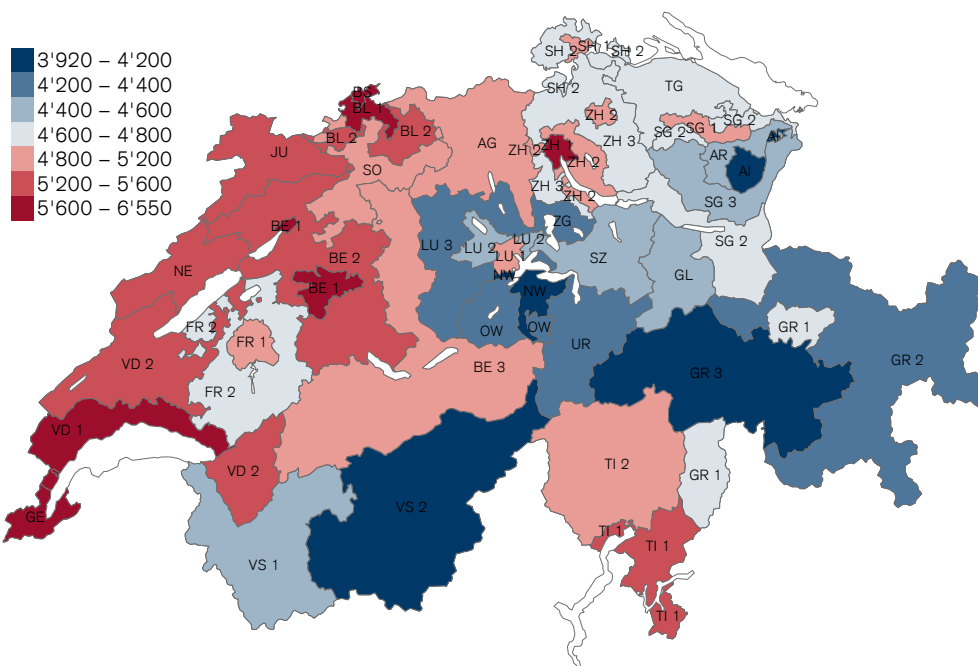 3'920 – 4'200
4'200 – 4'400
4'400 – 4'600
4'600 – 4'800
4'800 – 5'200
5'200 – 5'600
5'600 – 6'550
SH 2
SH 1
SH 2
SH 2
TG
BS
BL 1
BL 2
BL 2
JU
SO
AG
ZH 2
ZH 1
ZH 2
ZH 2
ZH 3
ZH 3
ZH 2
SG 2
SG 1
SG 2
AR
AI
SG 3
SG 2
BE 1
BE 2
BE 1
NE
LU 3
LU 2
LU 2
LU 1
ZG
NW
NW
OW
OW
SZ
GL
UR
FR 2
FR 1
FR 2
VD 2
BE 3
GR 1
GR 2
GR 3
VD 1
VD 2
GE
VS 2
VS 1
TI 2
GR 1
TI 1
TI 1
TI 1